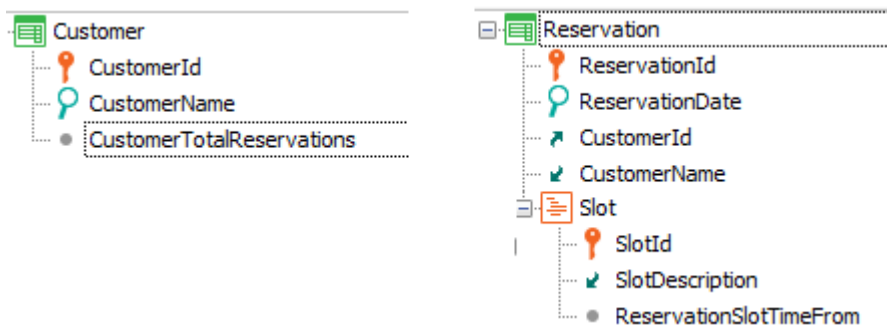 Customer
CustomerId
CustomerName
CustomerTotalReservations
Reservation
ReservationId
ReservationDate
CustomerId
CustomerName
Slot
SlotId
SlotDescription
ReservationSlotTimeFrom